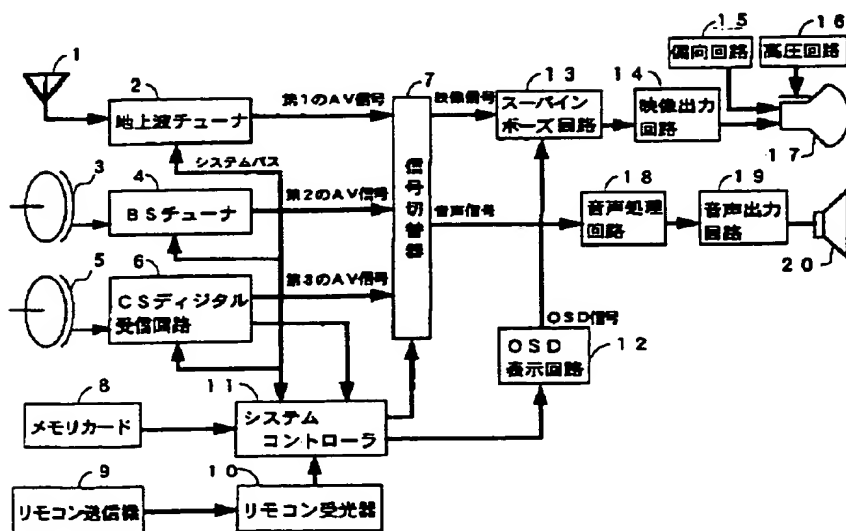 1
2
地上波チューナ
第1のAV信号
システムバス
3
4
BSチューナ
第2のAV信号
5
6
CSディジタル
受信回路
第3のAV信号
7
信号切替器
映像信号
音声信号
8
メモリカード
9
リモコン送信機
10
リモコン受光器
11
システム
コントローラ
12
OSD
表示回路
OSD信号
13
スーパイン
ポーズ回路
14
映像出力
回路
15
偏向回路
16
高圧回路
17
18
音声処理
回路
19
音声出力
回路
20